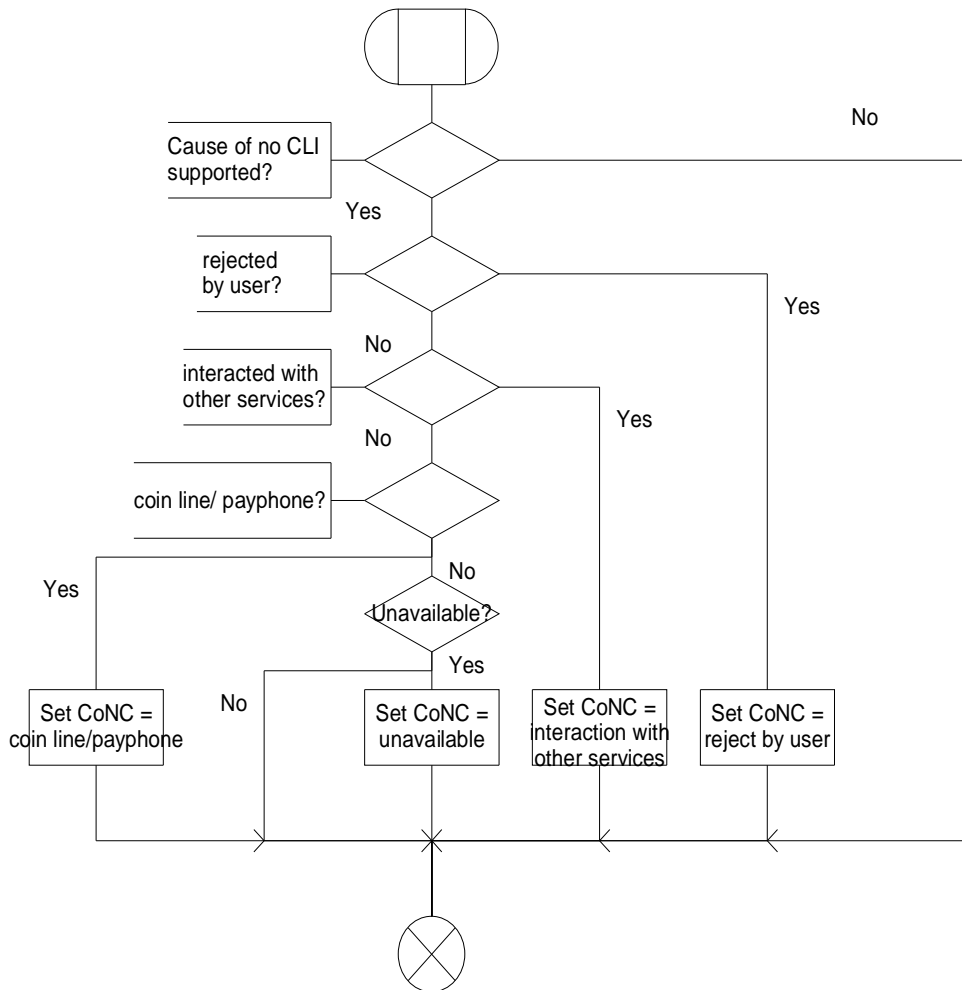 No
Cause of no CLI
supported?
Yes
rejected
by user?
Yes
No
interacted with
other services?
Yes
No
coin line/ payphone?
Yes
No
Unavailable?
Yes
No
Set CoNC =
coin line/payphone
Set CoNC =
unavailable
Set CoNC =
interaction with
other services
Set CoNC =
reject by user